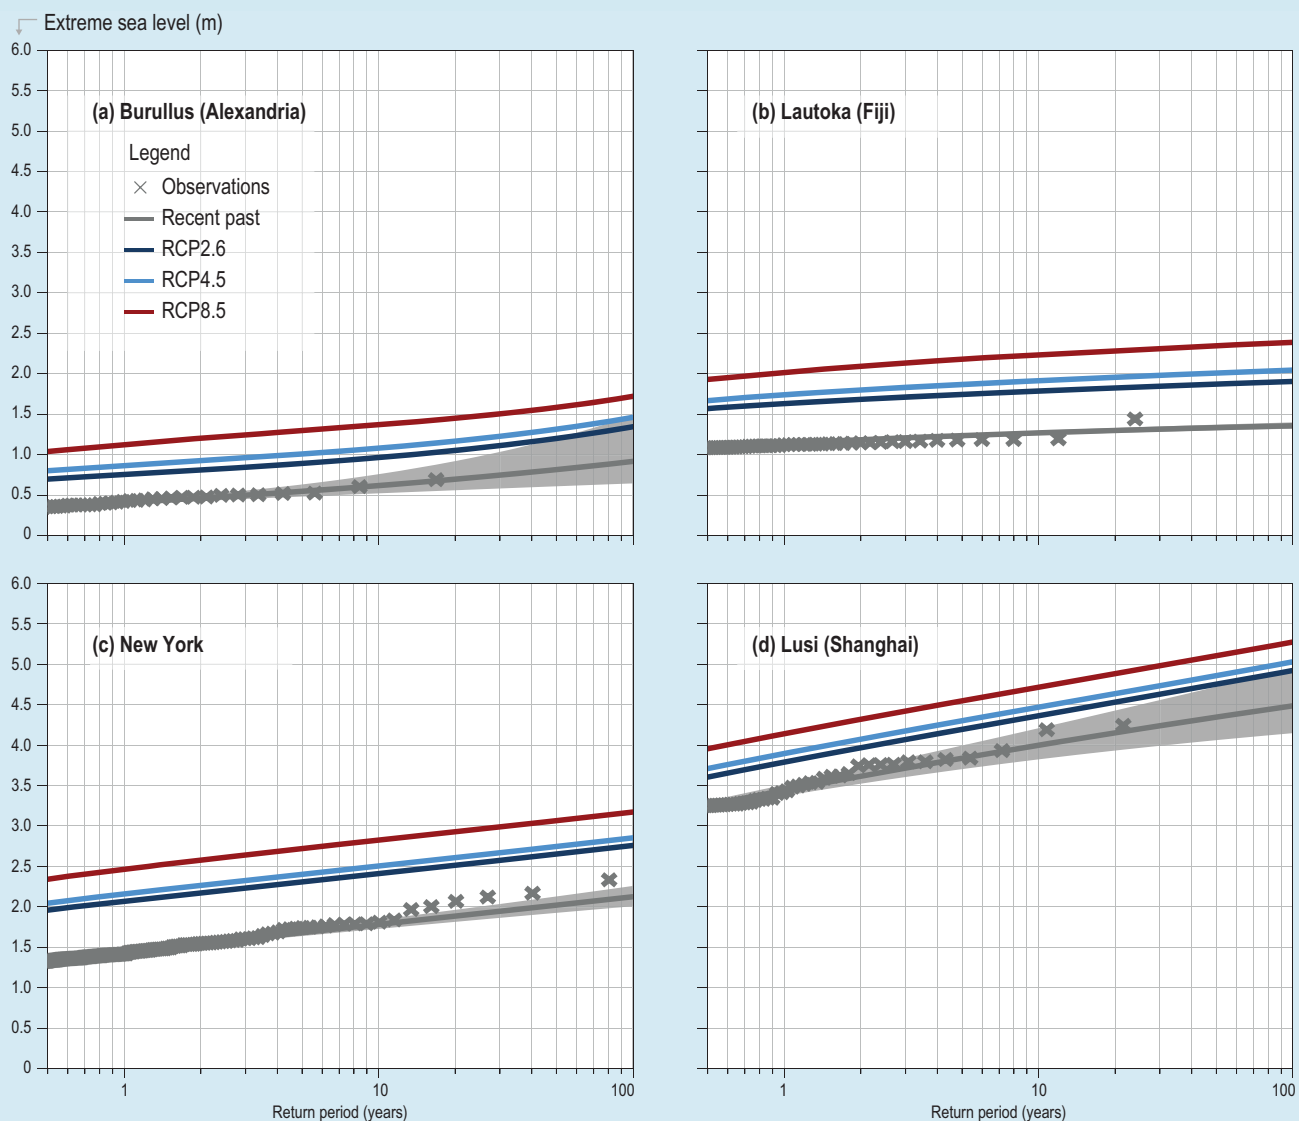 Extreme sea level (m)
6.0
5.5
5.0
4.5
4.0
3.5
3.0
2.5
2.0
1.5
1.0
0.5
0
(a) Burullus (Alexandria)
Legend
Observations
Recent past
RCP2.6
RCP4.5
RCP8.5
(b) Lautoka (Fiji)
6.0
5.5
5.0
4.5
4.0
3.5
3.0
2.5
2.0
1.5
1.0
0.5
0
(c) New York
1 10 100
Return period (years)
(d) Lusi (Shanghai)
1 10 100
Return period (years)